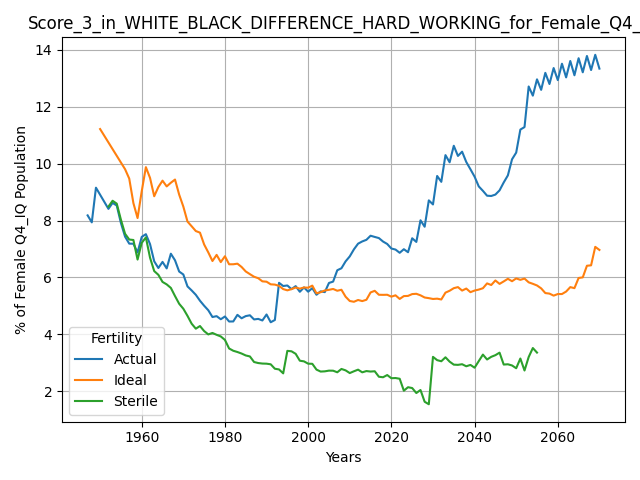 Score_3_in_WHITE_BLACK_DIFFERENCE_HARD_WORKING_for_Female_Q4_
% of Female Q4_IQ Population
14
12
10
8
6
4
2
Fertility
Actual
Ideal
Sterile
1960
1980
2000
2020
2040
2060
Years